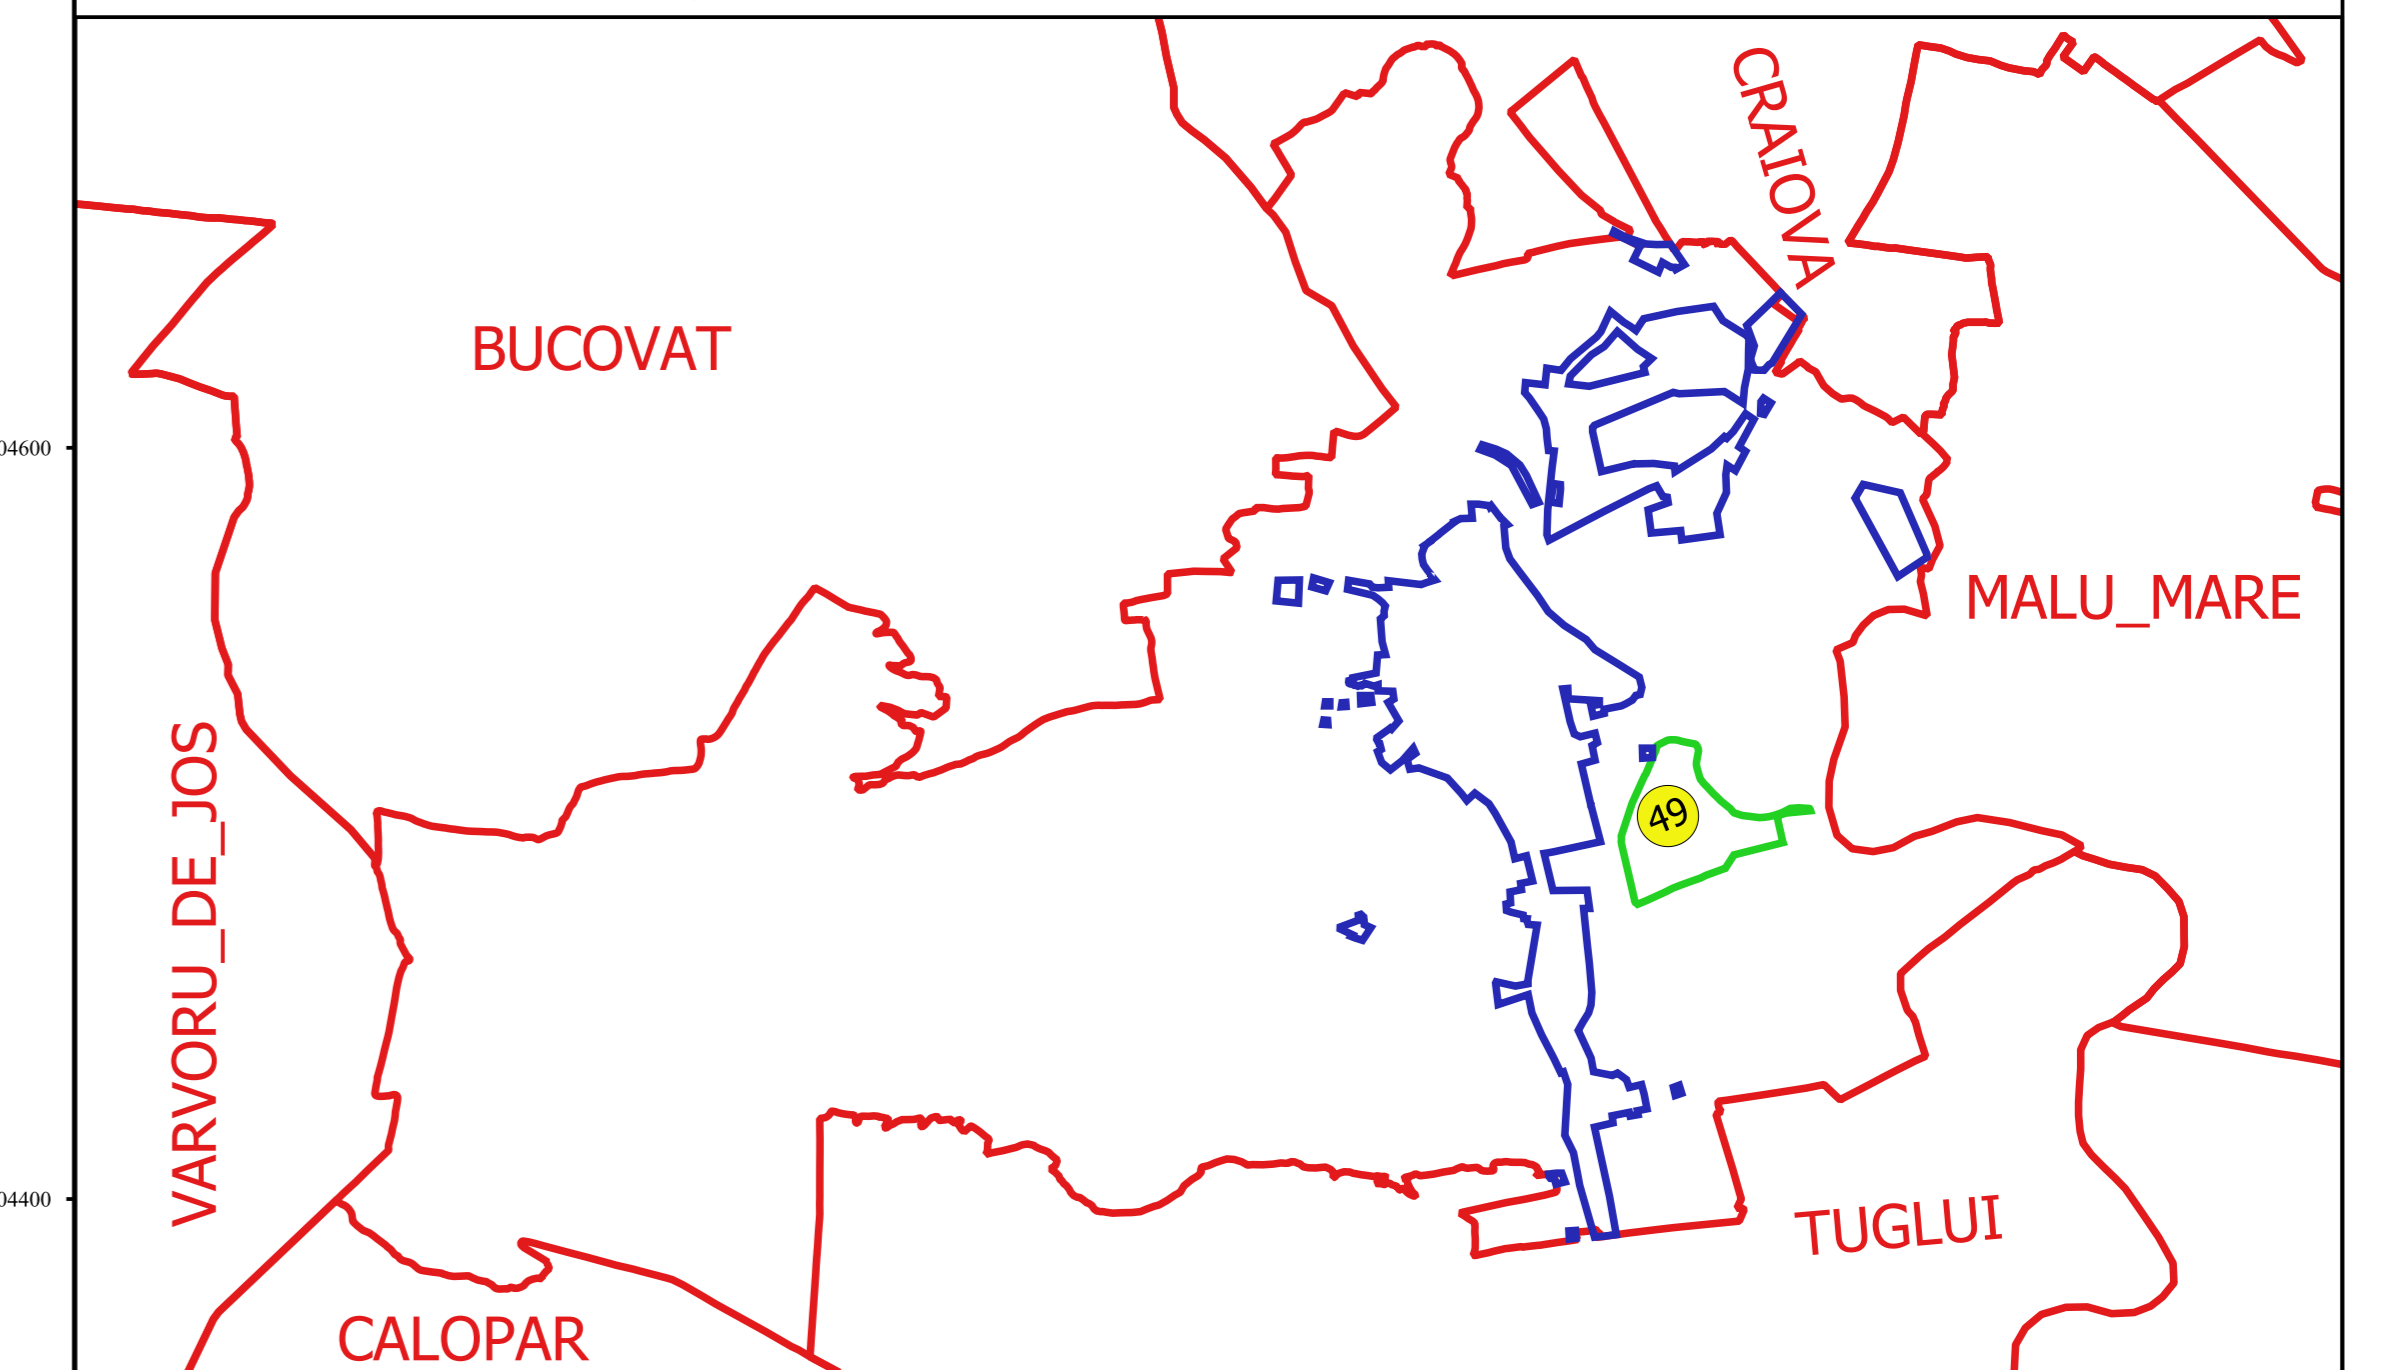 CRAIOVA
BUCOVAT
04600
MALU_MARE
VARVORU_DE_JOS
49
04400
TUGLUI
CALOPAR